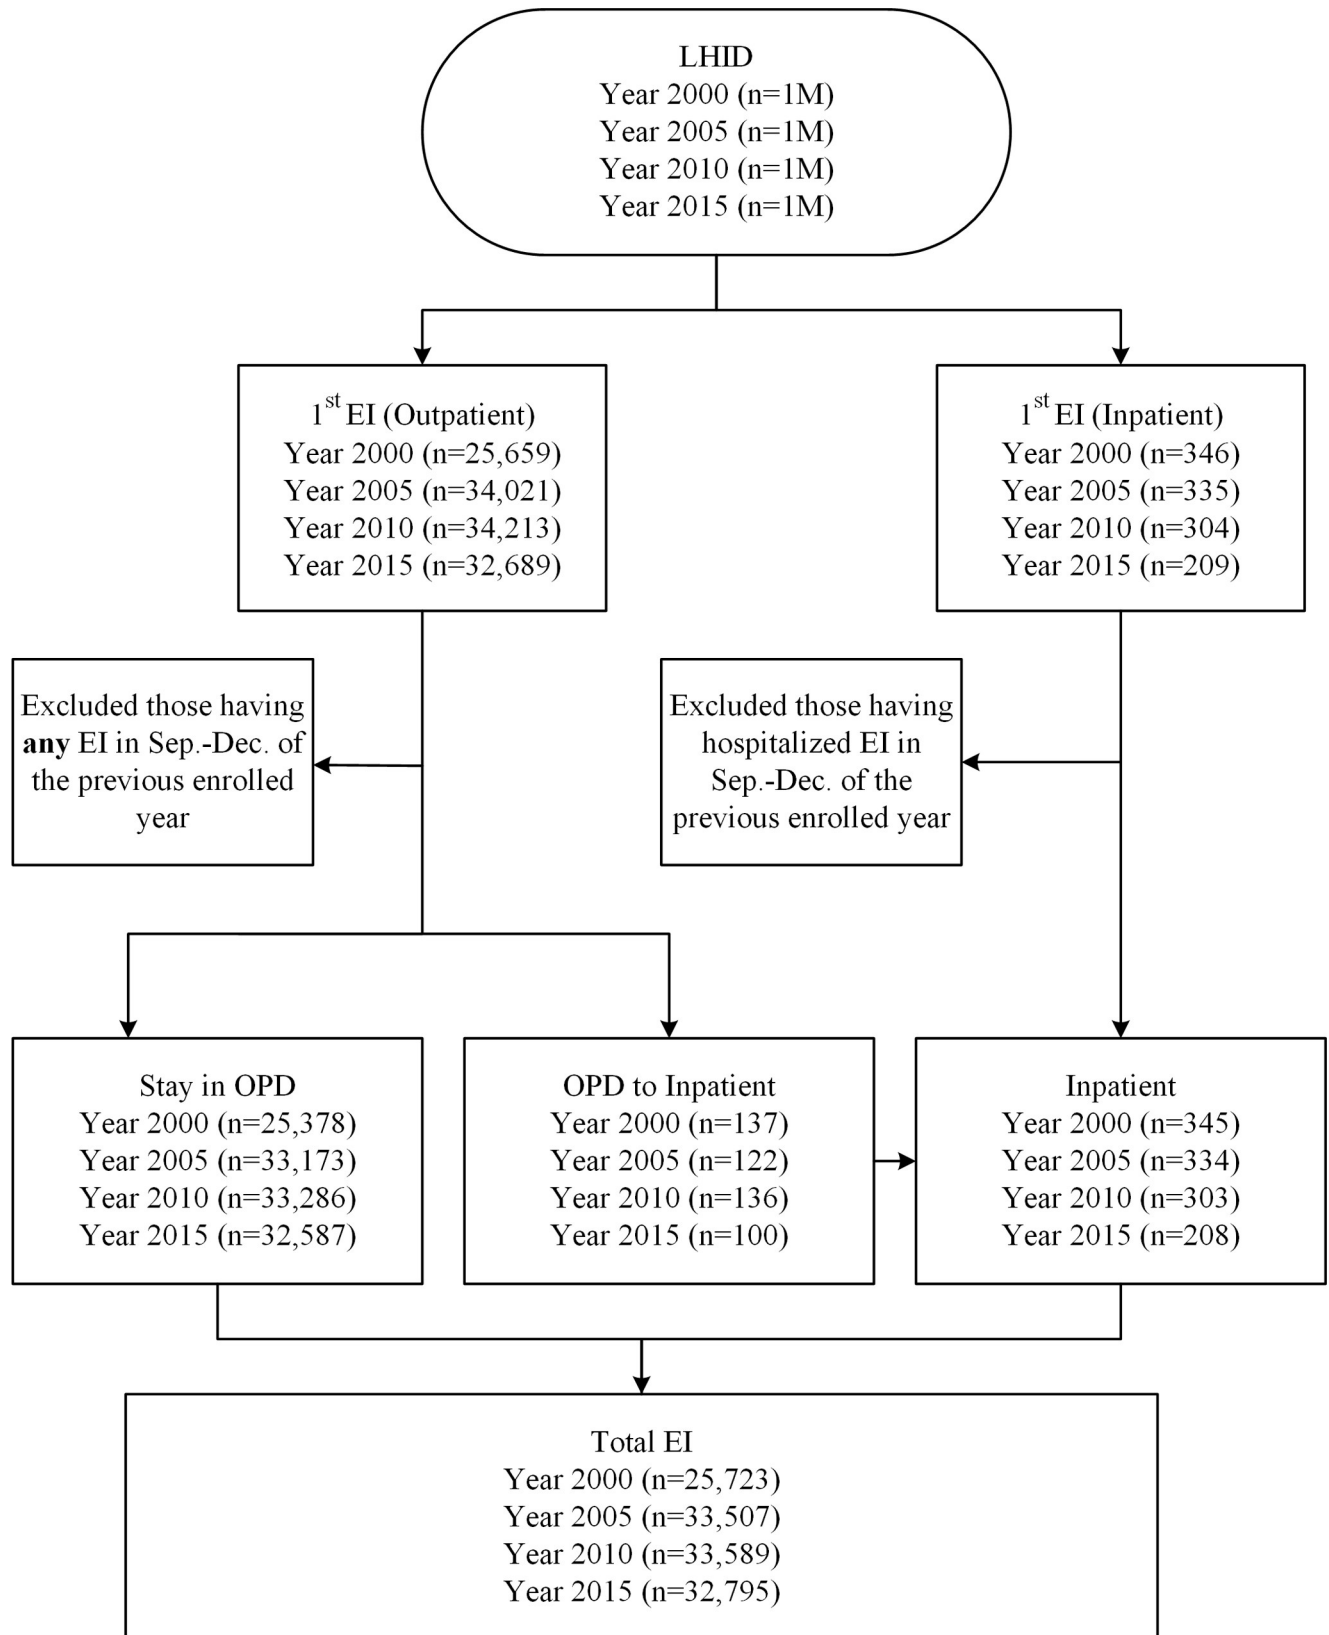 LHID
Year 2000 (n=1M)
Year 2005 (n=1M)
Year 2010 (n=1M)
Year 2015 (n=1M)
1st EI (Outpatient)
Year 2000 (n=25,659)
Year 2005 (n=34,021)
Year 2010 (n=34,213)
Year 2015 (n=32,689)
1st EI (Inpatient)
Year 2000 (n=346)
Year 2005 (n=335)
Year 2010 (n=304)
Year 2015 (n=209)
Excluded those having
any EI in Sep.-Dec. of
the previous enrolled
year
Excluded those having
hospitalized EI in
Sep.-Dec. of the
previous enrolled year
Stay in OPD
Year 2000 (n=25,378)
Year 2005 (n=33,173)
Year 2010 (n=33,286)
Year 2015 (n=32,587)
OPD to Inpatient
Year 2000 (n=137)
Year 2005 (n=122)
Year 2010 (n=136)
Year 2015 (n=100)
Inpatient
Year 2000 (n=345)
Year 2005 (n=334)
Year 2010 (n=303)
Year 2015 (n=208)
Total EI
Year 2000 (n=25,723)
Year 2005 (n=33,507)
Year 2010 (n=33,589)
Year 2015 (n=32,795)